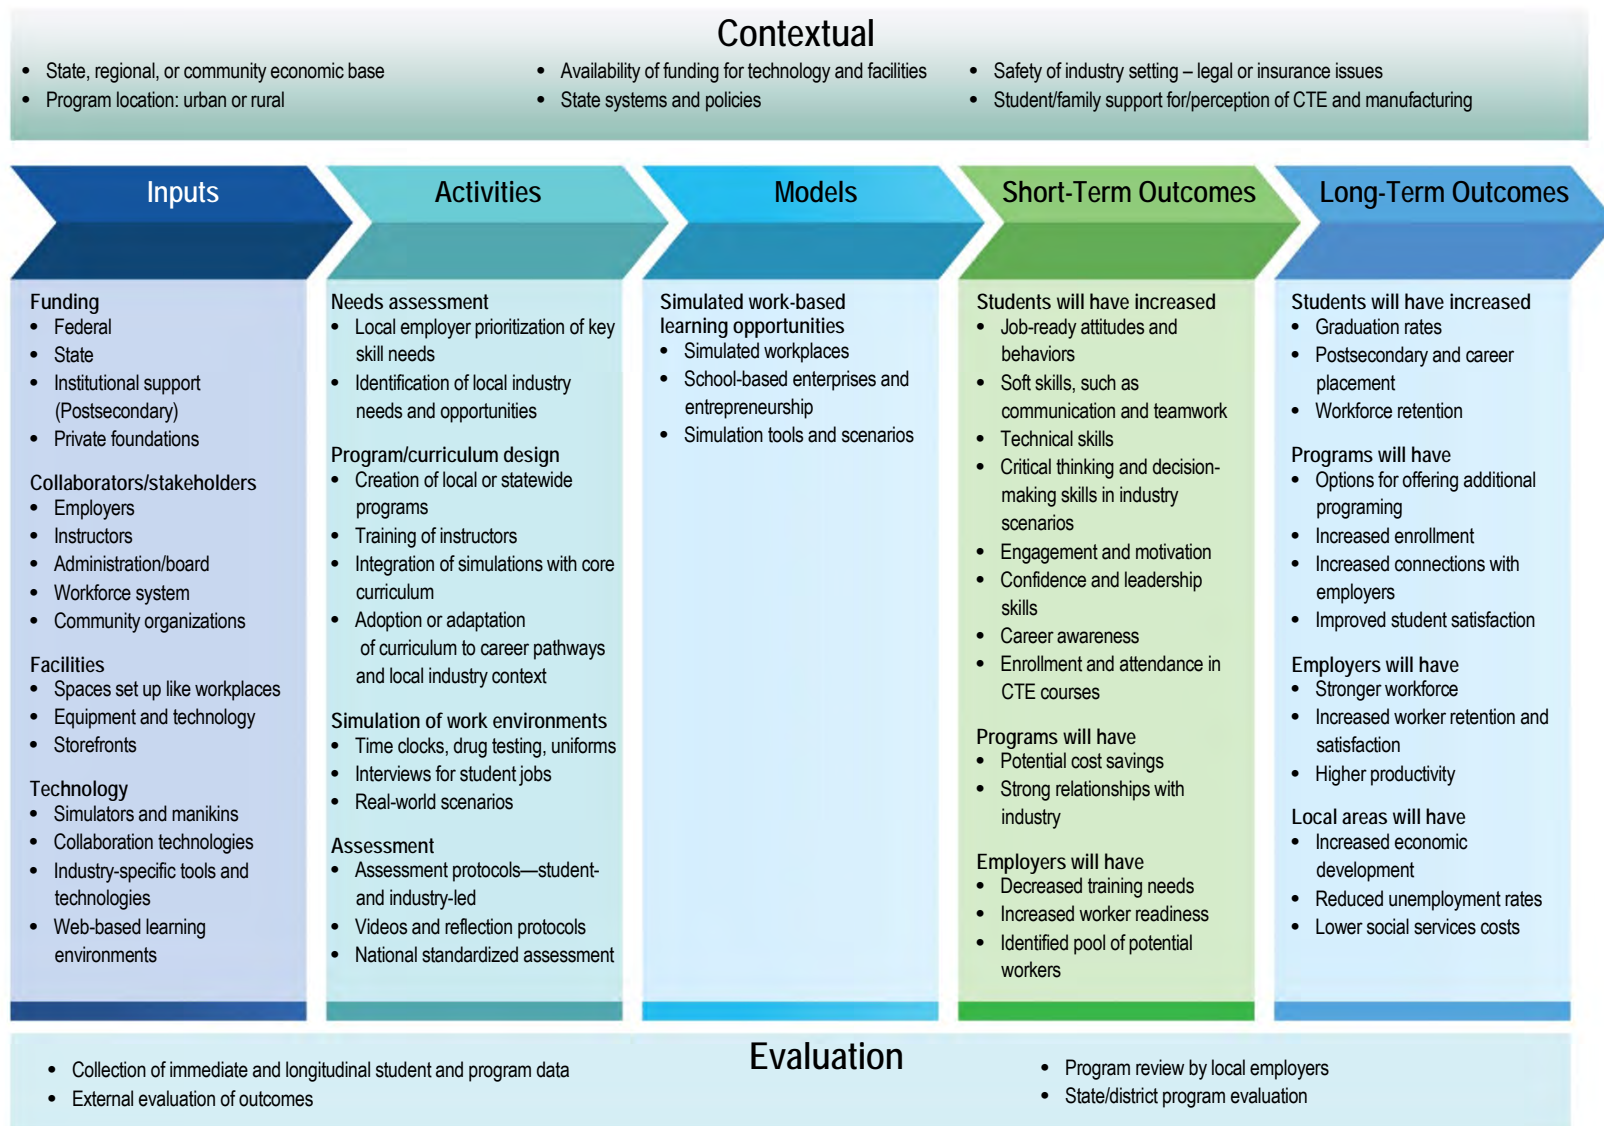 Contextual
• State, regional, or community economic base
• Program location: urban or rural
• Availability of funding for technology and facilities
• State systems and policies
• Safety of industry setting – legal or insurance issues
• Student/family support for/perception of CTE and manufacturing
Inputs
Funding
• Federal
• State
• Institutional support
(Postsecondary)
• Private foundations
Collaborators/stakeholders
• Employers
• Instructors
• Administration/board
• Workforce system
• Community organizations
Facilities
• Spaces set up like workplaces
• Equipment and technology
• Storefronts
Technology
• Simulators and manikins
• Collaboration technologies
• Industry-specific tools and
technologies
• Web-based learning
environments
Activities
Needs assessment
• Local employer prioritization of key
skill needs
• Identification of local industry
needs and opportunities
Program/curriculum design
• Creation of local or statewide
programs
• Training of instructors
• Integration of simulations with core
curriculum
• Adoption or adaptation
of curriculum to career pathways
and local industry context
Simulation of work environments
• Time clocks, drug testing, uniforms
• Interviews for student jobs
• Real-world scenarios
Assessment
• Assessment protocols—student-
and industry-led
• Videos and reflection protocols
• National standardized assessment
Models
Simulated work-based
learning opportunities
• Simulated workplaces
• School-based enterprises and
entrepreneurship
• Simulation tools and scenarios
Short-Term Outcomes
Students will have increased
• Job-ready attitudes and
behaviors
• Soft skills, such as
communication and teamwork
• Technical skills
• Critical thinking and decision-
making skills in industry
scenarios
• Engagement and motivation
• Confidence and leadership
skills
• Career awareness
• Enrollment and attendance in
CTE courses
Programs will have
• Potential cost savings
• Strong relationships with
industry
Employers will have
• Decreased training needs
• Increased worker readiness
• Identified pool of potential
workers
Long-Term Outcomes
Students will have increased
• Graduation rates
• Postsecondary and career
placement
• Workforce retention
Programs will have
• Options for offering additional
programing
• Increased enrollment
• Increased connections with
employers
• Improved student satisfaction
Employers will have
• Stronger workforce
• Increased worker retention and
satisfaction
• Higher productivity
Local areas will have
• Increased economic
development
• Reduced unemployment rates
• Lower social services costs
Evaluation
• Collection of immediate and longitudinal student and program data
• External evaluation of outcomes
• Program review by local employers
• State/district program evaluation